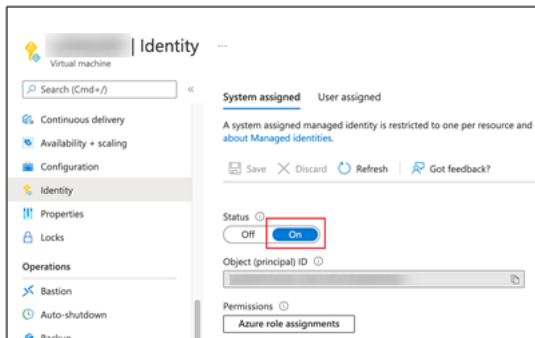 | Identity ...
Virtual machine
Search (Cmd+/)
«
Continuous delivery
Availability + scaling
Configuration
Identity
Properties
Locks
Operations
Bastion
Auto-shutdown
Backup
System assigned User assigned
A system assigned managed identity is restricted to one per resource and
about Managed identities.
Save Discard Refresh Got feedback?
Status
Off On
Object (principal) ID
Permissions
Azure role assignments